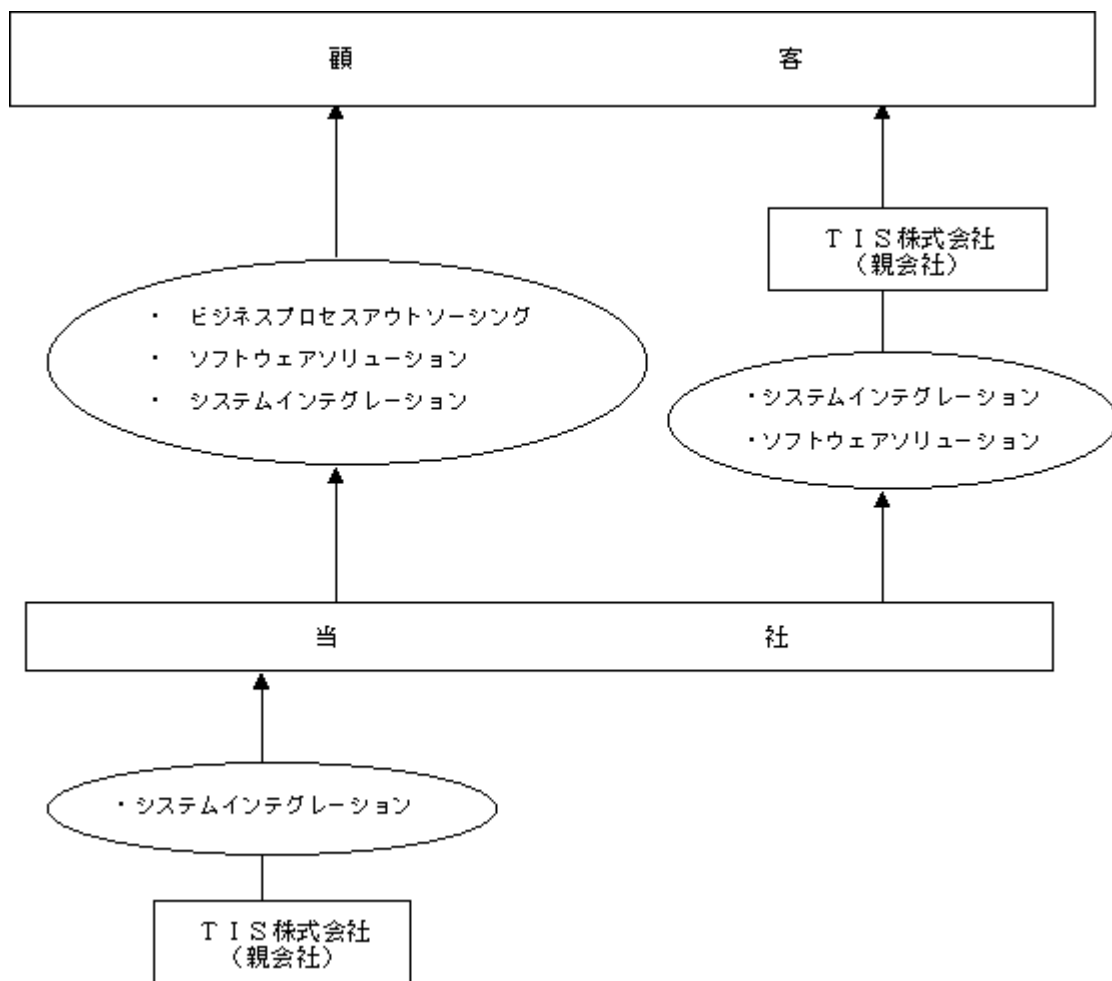 顧客
ＴＩＳ株式会社
（親会社）
・ ビジネスプロセスアウトソーシング
・ ソフトウェアソリューション
・ システムインテグレーション
・システムインテグレーション
・ソフトウェアソリューション
当社
・システムインテグレーション
ＴＩＳ株式会社
（親会社）